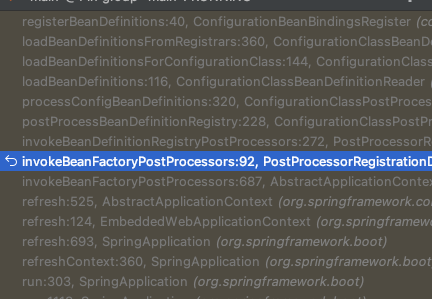 registerBeanDefinitions:40, ConfigurationBeanBindingsRegister
loadBeanDefinitionsFromRegistrars:360, ConfigurationClassBeanDe
loadBeanDefinitionsForConfigurationClass:144, ConfigurationClass
loadBeanDefinitions:116, ConfigurationClassBeanDefinitionReader
processConfigBeanDefinitions:320, ConfigurationClassPostProces
postProcessBeanDefinitionRegistry:228, ConfigurationClassPostP
invokeBeanDefinitionRegistryPostProcessors:272, PostProcessorR
invokeBeanFactoryPostProcessors:92, PostProcessorRegistrationD
invokeBeanFactoryPostProcessors:687, AbstractApplicationContex
refresh:525, AbstractApplicationContext (org.springframework.con
refresh:124, EmbeddedWebApplicationContext (org.springframew
refresh:693, SpringApplication (org.springframework.boot)
refreshContext:360, SpringApplication (org.springframework.boot)
run:303, SpringApplication (org.springframework.boot)